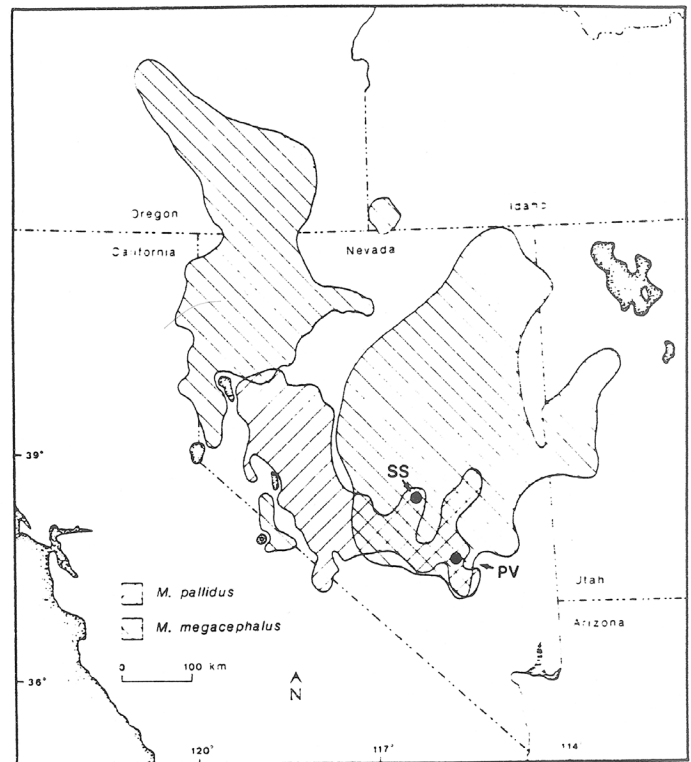 Oregon
Idaho
California
Nevada
39°
SS
PV
M. pallidus
Utah
M. megacephalus
Arizona
0 100 km
36°
N
120°
117°
114